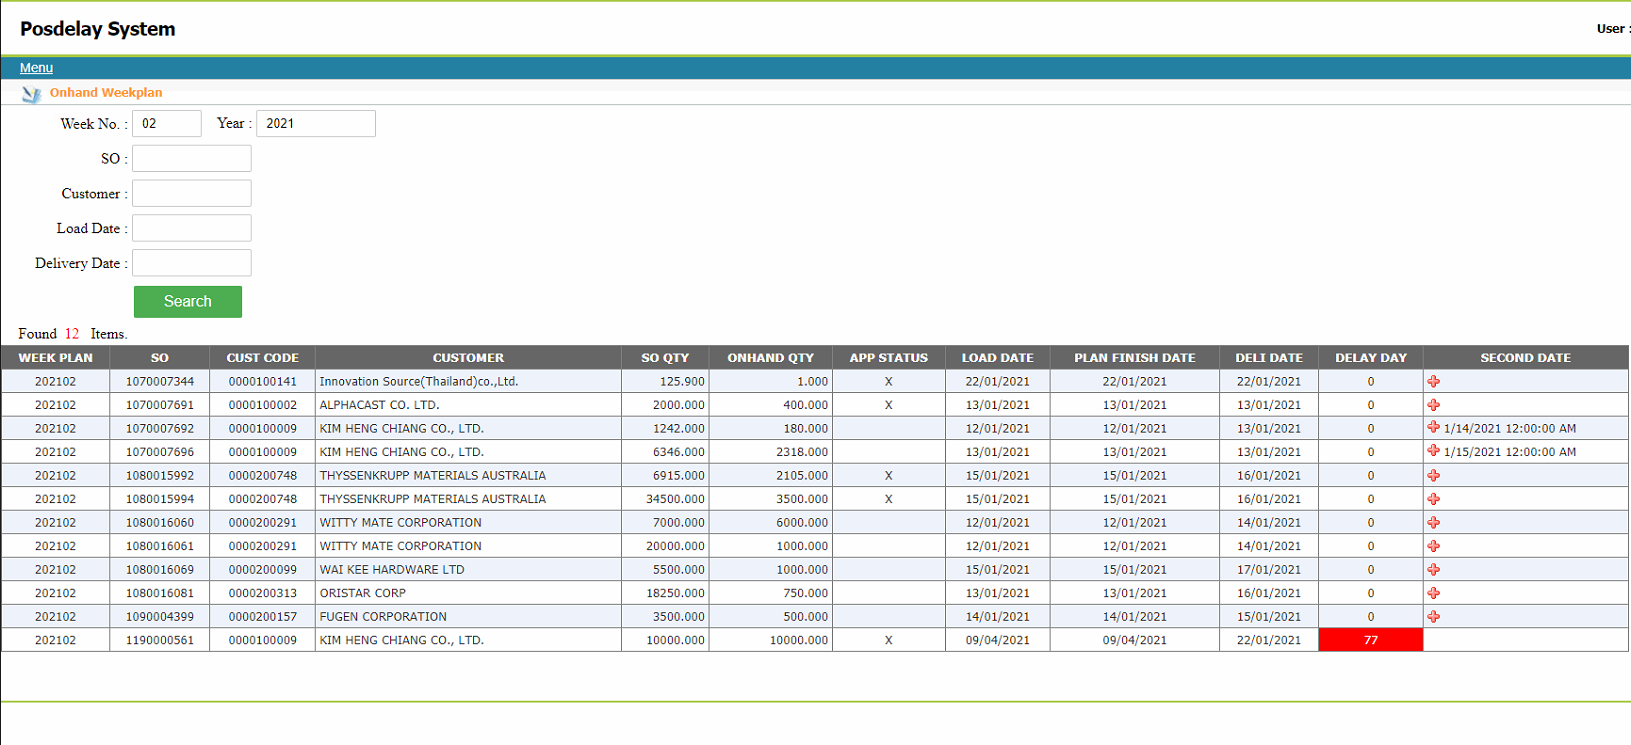 Posdelay System
User :
Menu
Onhand Weekplan
Week No. : 02 Year : 2021
SO :
Customer :
Load Date :
Delivery Date :
Search
Found 12 Items.
WEEK PLAN SO CUST CODE CUSTOMER SO QTY ONHAND QTY APP STATUS LOAD DATE PLAN FINISH DATE DELI DATE DELAY DAY SECOND DATE
202102 1070007344 0000100141 Innovation Source(Thailand)co.,Ltd. 125.900 1.000 X 22/01/2021 22/01/2021 22/01/2021 0
202102 1070007691 0000100002 ALPHACAST CO. LTD. 2000.000 400.000 X 13/01/2021 13/01/2021 13/01/2021 0
202102 1070007692 0000100009 KIM HENG CHIANG CO., LTD. 1242.000 180.000 12/01/2021 12/01/2021 13/01/2021 0 1/14/2021 12:00:00 AM
202102 1070007696 0000100009 KIM HENG CHIANG CO., LTD. 6346.000 2318.000 13/01/2021 13/01/2021 13/01/2021 0 1/15/2021 12:00:00 AM
202102 1080015992 0000200748 THYSSENKRUPP MATERIALS AUSTRALIA 6915.000 2105.000 X 15/01/2021 15/01/2021 16/01/2021 0
202102 1080015994 0000200748 THYSSENKRUPP MATERIALS AUSTRALIA 34500.000 3500.000 X 15/01/2021 15/01/2021 16/01/2021 0
202102 1080016060 0000200291 WITTY MATE CORPORATION 7000.000 6000.000 12/01/2021 12/01/2021 14/01/2021 0
202102 1080016061 0000200291 WITTY MATE CORPORATION 20000.000 1000.000 12/01/2021 12/01/2021 14/01/2021 0
202102 1080016069 0000200099 WAI KEE HARDWARE LTD 5500.000 1000.000 15/01/2021 15/01/2021 17/01/2021 0
202102 1080016081 0000200313 ORISTAR CORP 18250.000 750.000 13/01/2021 13/01/2021 16/01/2021 0
202102 1090004399 0000200157 FUGEN CORPORATION 3500.000 500.000 14/01/2021 14/01/2021 15/01/2021 0
202102 1190000561 0000100009 KIM HENG CHIANG CO., LTD. 10000.000 10000.000 X 09/04/2021 09/04/2021 22/01/2021 77